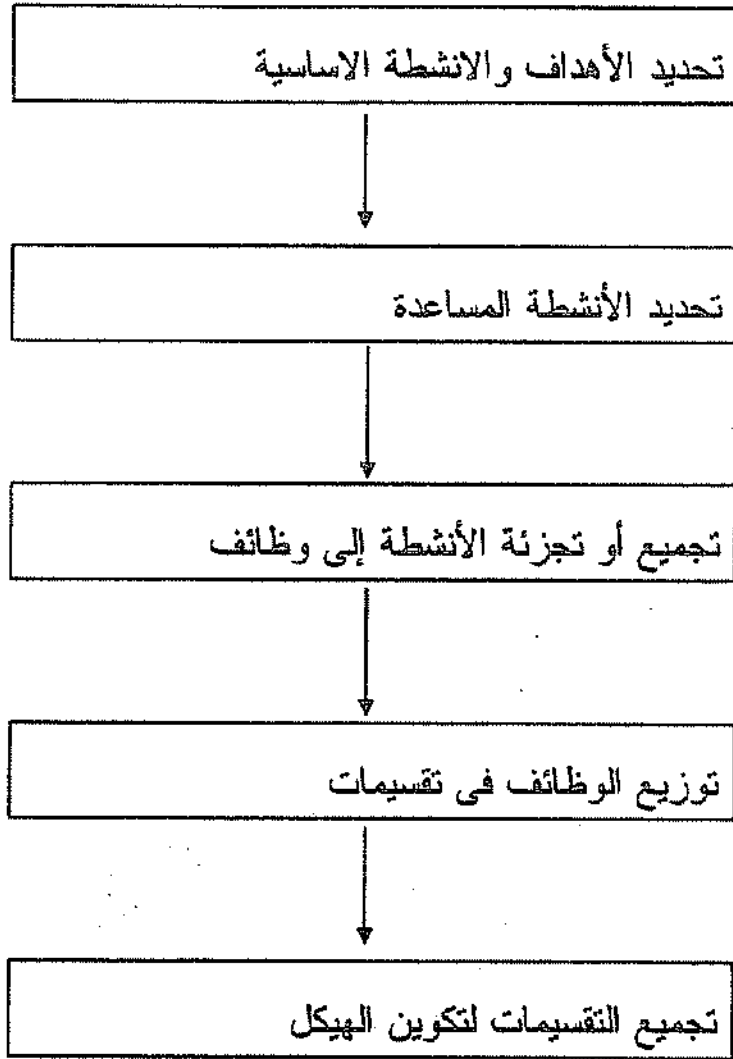 تحديد الأهداف والانشطة الاساسية
تحديد الأنشطة المساعدة
تجميع أو تجزئة الأنشطة إلى وظائف
توزيع الوظائف فى تقسيمات
تجميع التقسيمات لتكوين الهيكل